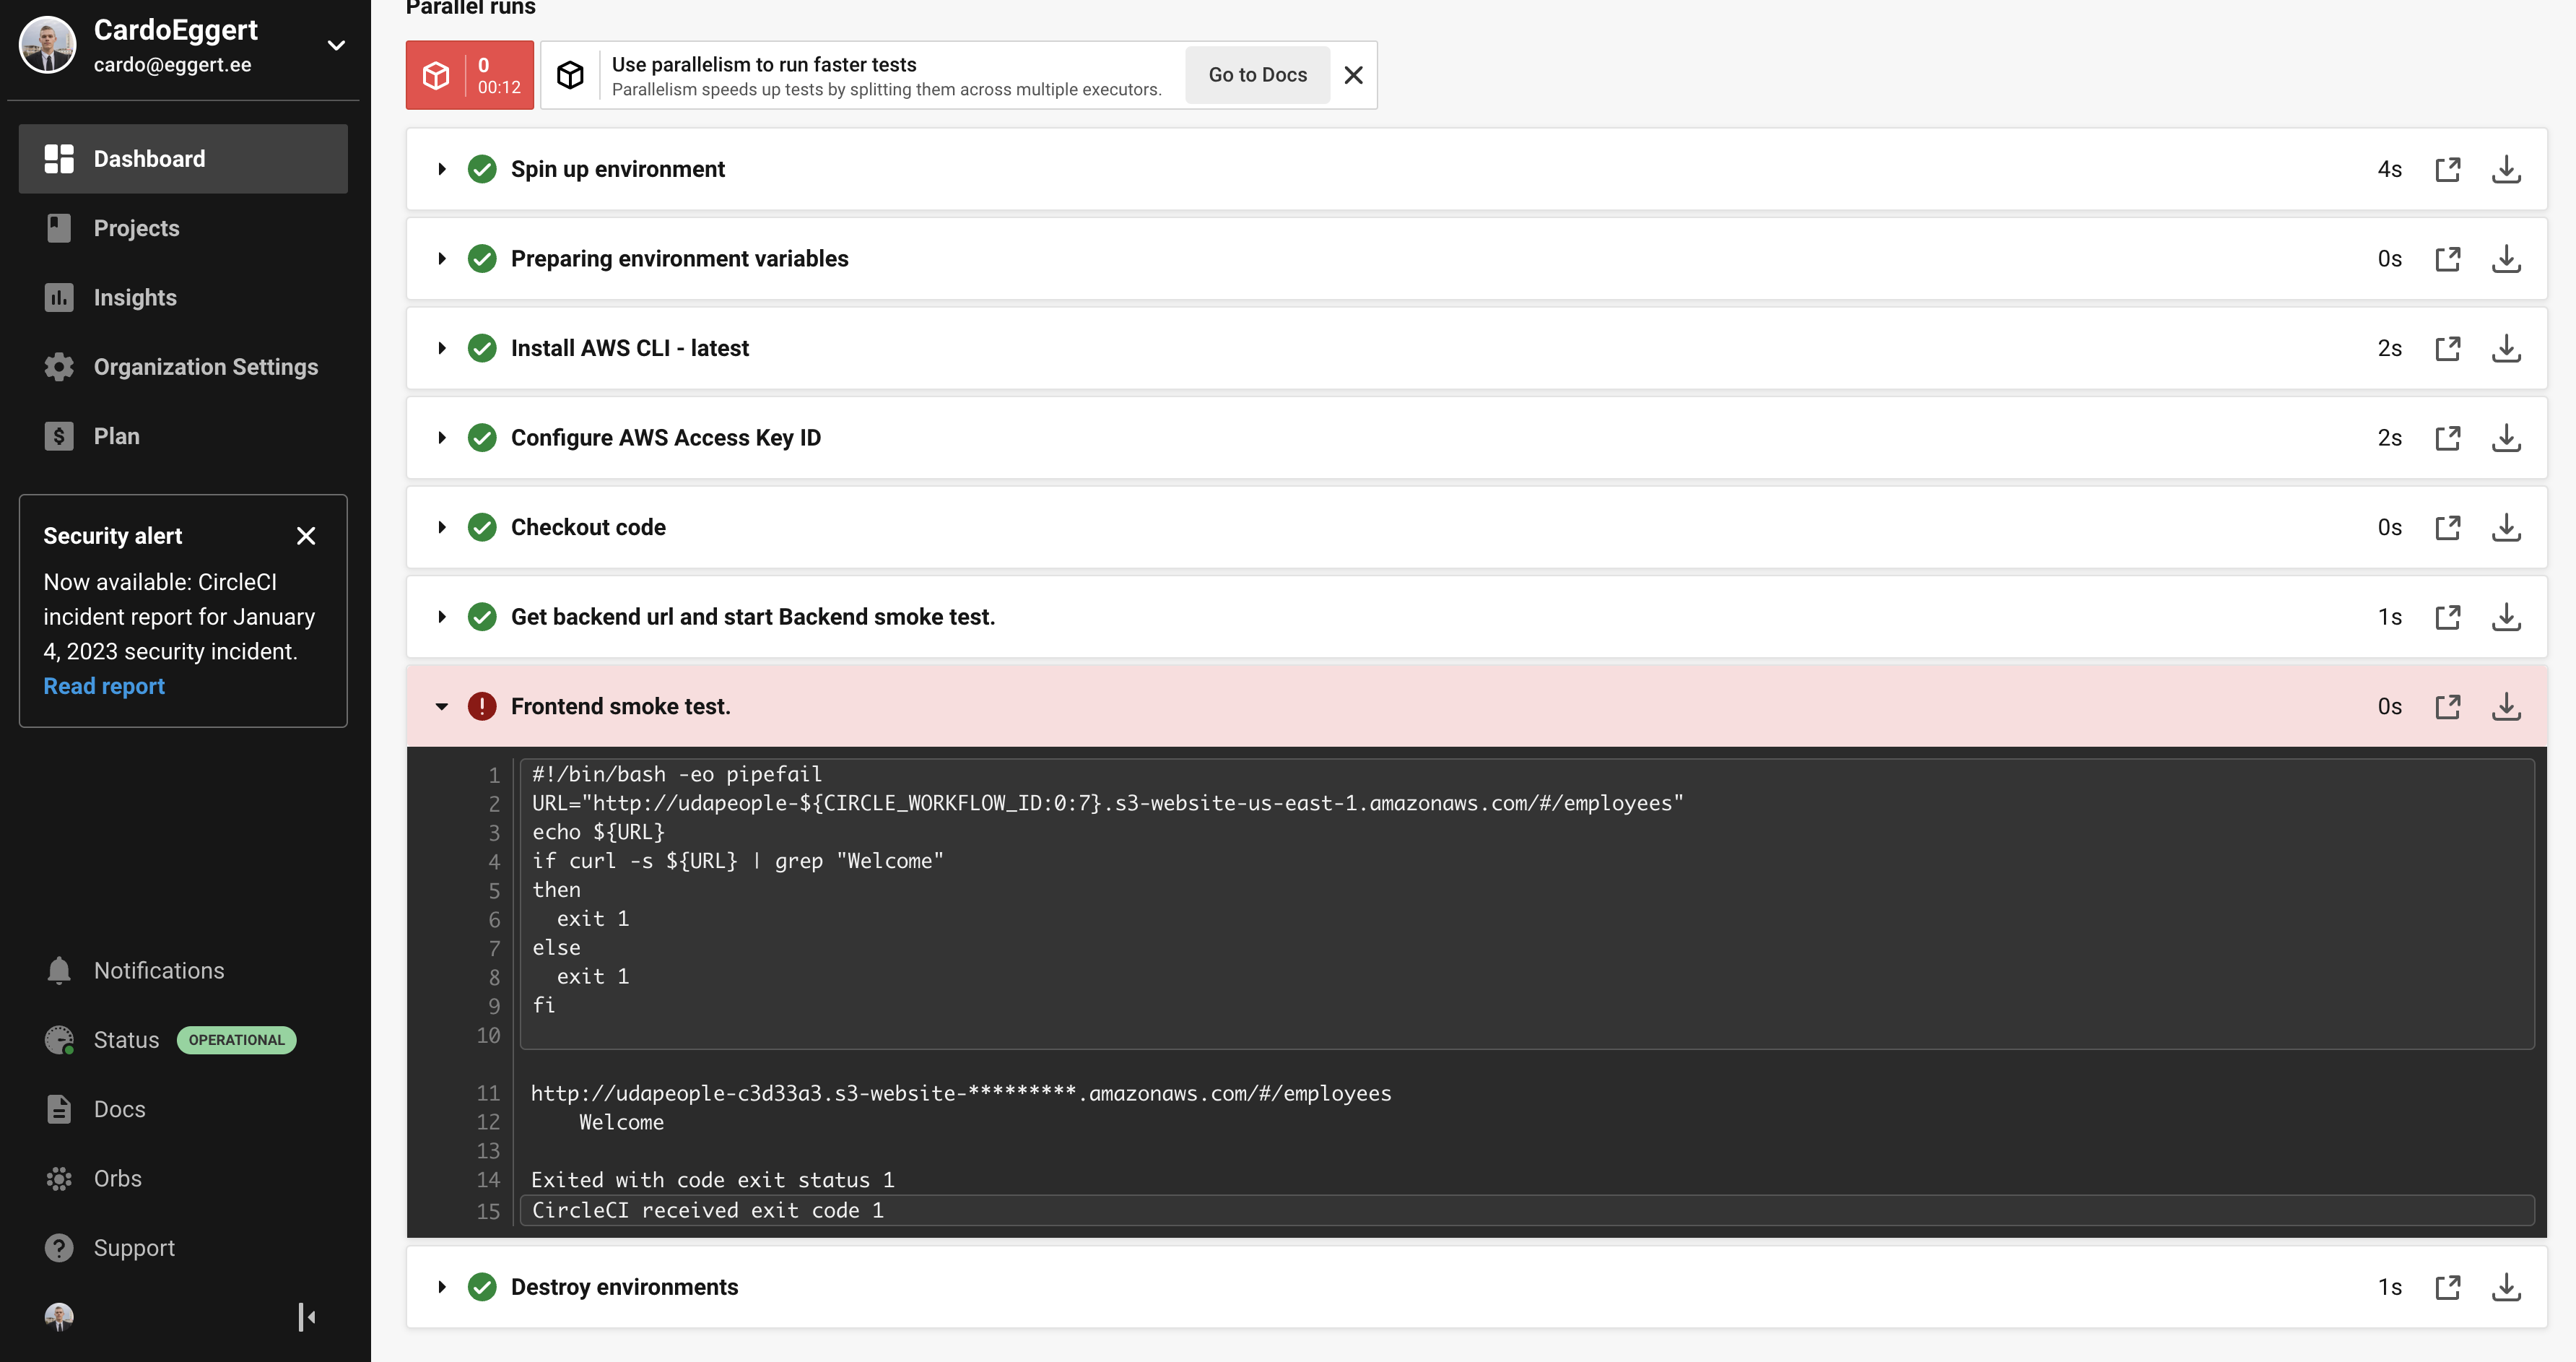 CardoEggert
cardo@eggert.ee
Dashboard
Projects
Insights
Organization Settings
Plan
Security alert
Now available: CircleCI
incident report for January
4, 2023 security incident.
Read report
Notifications
Status OPERATIONAL
Docs
Orbs
Support
Parallel runs
0
00:12
Use parallelism to run faster tests
Parallelism speeds up tests by splitting them across multiple executors.
Go to Docs
Spin up environment 4s
Preparing environment variables 0s
Install AWS CLI - latest 2s
Configure AWS Access Key ID 2s
Checkout code 0s
Get backend url and start Backend smoke test. 1s
Frontend smoke test. 0s
1 #!/bin/bash -eo pipefail
2 URL="http://udapeople-${CIRCLE_WORKFLOW_ID:0:7}.s3-website-us-east-1.amazonaws.com/#/employees"
3 echo ${URL}
4 if curl -s ${URL} | grep "Welcome"
5 then
6   exit 1
7 else
8   exit 1
9 fi
10
11 http://udapeople-c3d33a3.s3-website-*********.amazonaws.com/#/employees
12     Welcome
13
14 Exited with code exit status 1
15 CircleCI received exit code 1
Destroy environments 1s